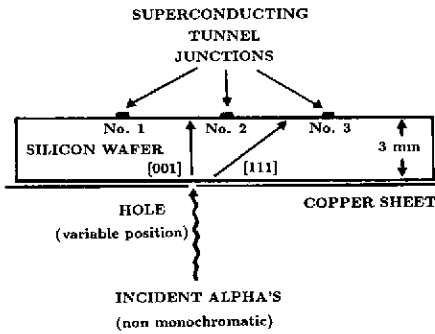 SUPERCONDUCTING
TUNNEL
JUNCTIONS
No. 1 No. 2 No. 3
SILICON WAFER
3 mm
[001] [111]
HOLE
(variable position)
COPPER SHEET
INCIDENT ALPHA'S
(non monochromatic)